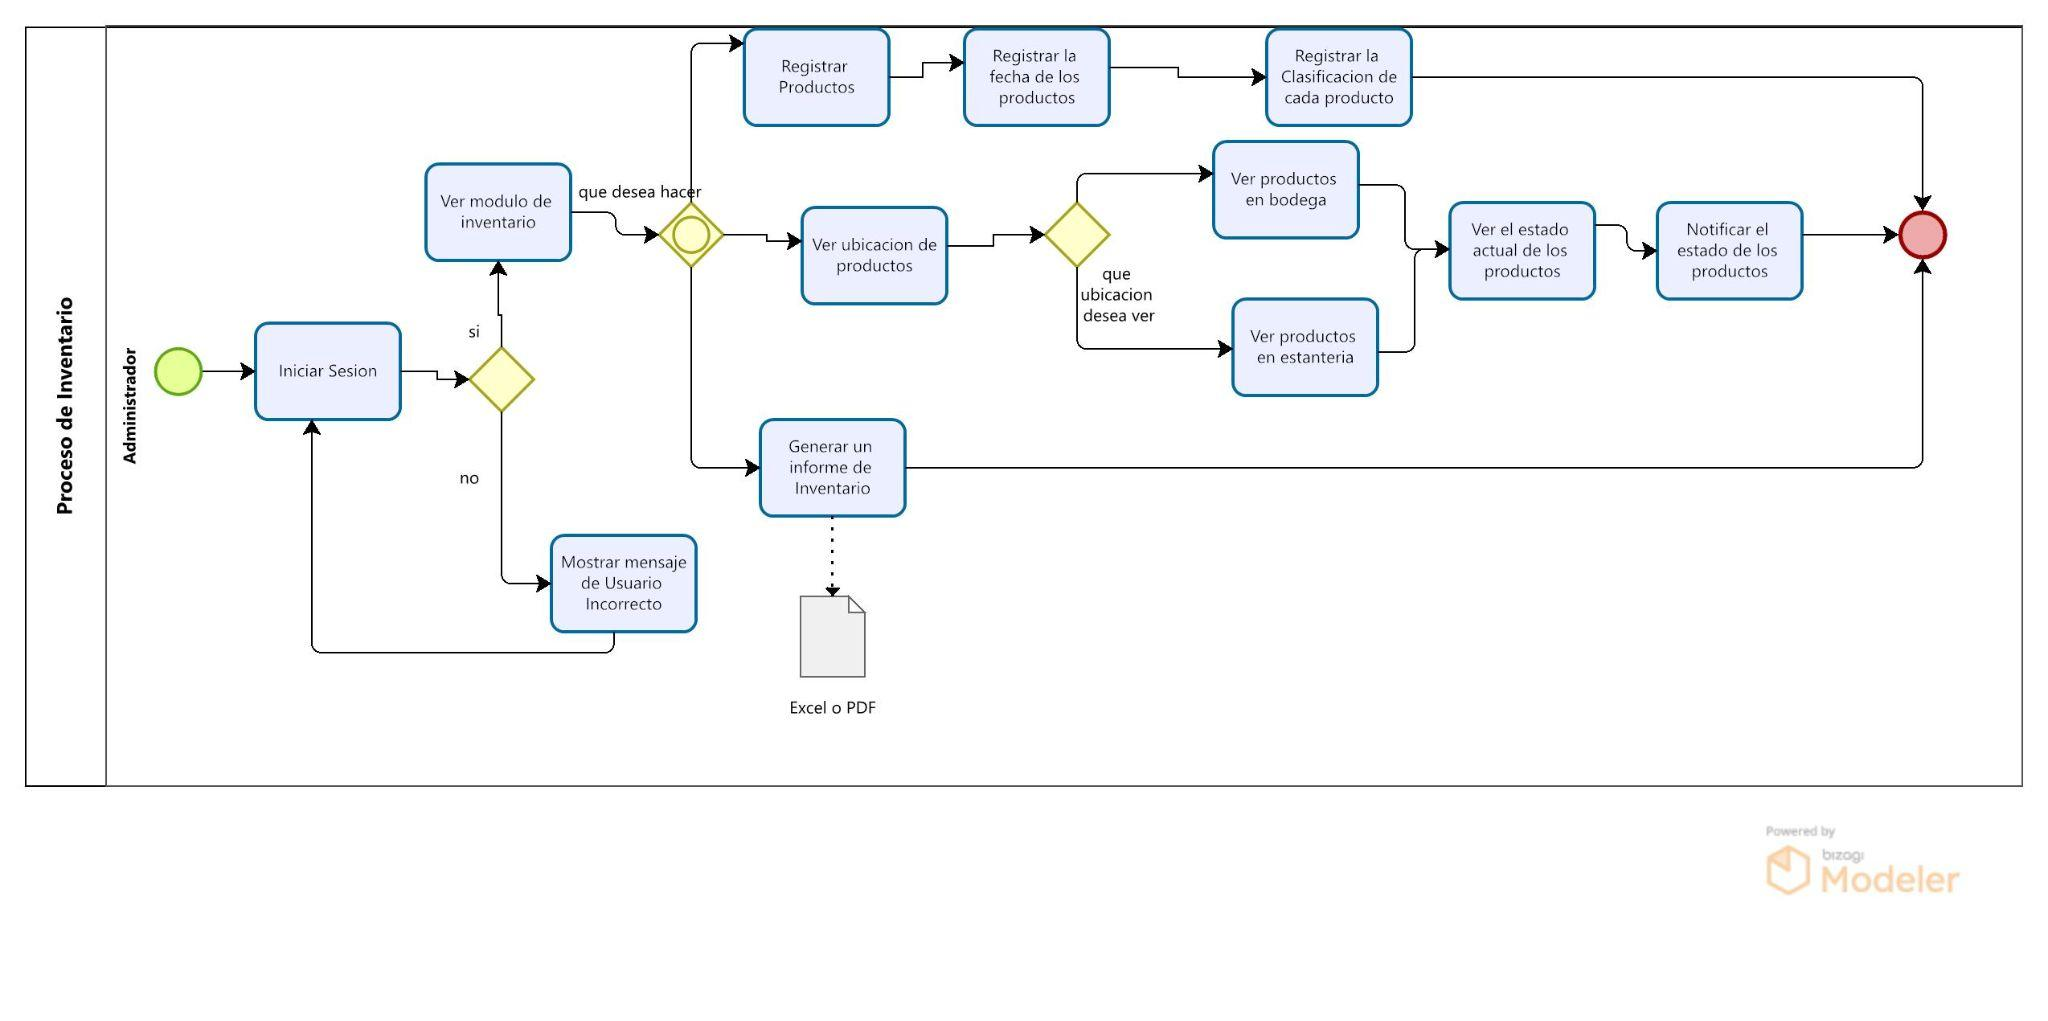 Proceso de Inventario
Administrador
Iniciar Sesion
si
no
Ver modulo de
inventario
que desea hacer
Mostrar mensaje
de Usuario
Incorrecto
Registrar
Productos
Registrar la
fecha de los
productos
Registrar la
Clasificacion de
cada producto
Ver ubicacion de
productos
que
ubicacion
desea ver
Ver productos
en bodega
Ver productos
en estanteria
Ver el estado
actual de los
productos
Notificar el
estado de los
productos
Generar un
informe de
Inventario
Excel o PDF
Powered by
bizagi
Modeler